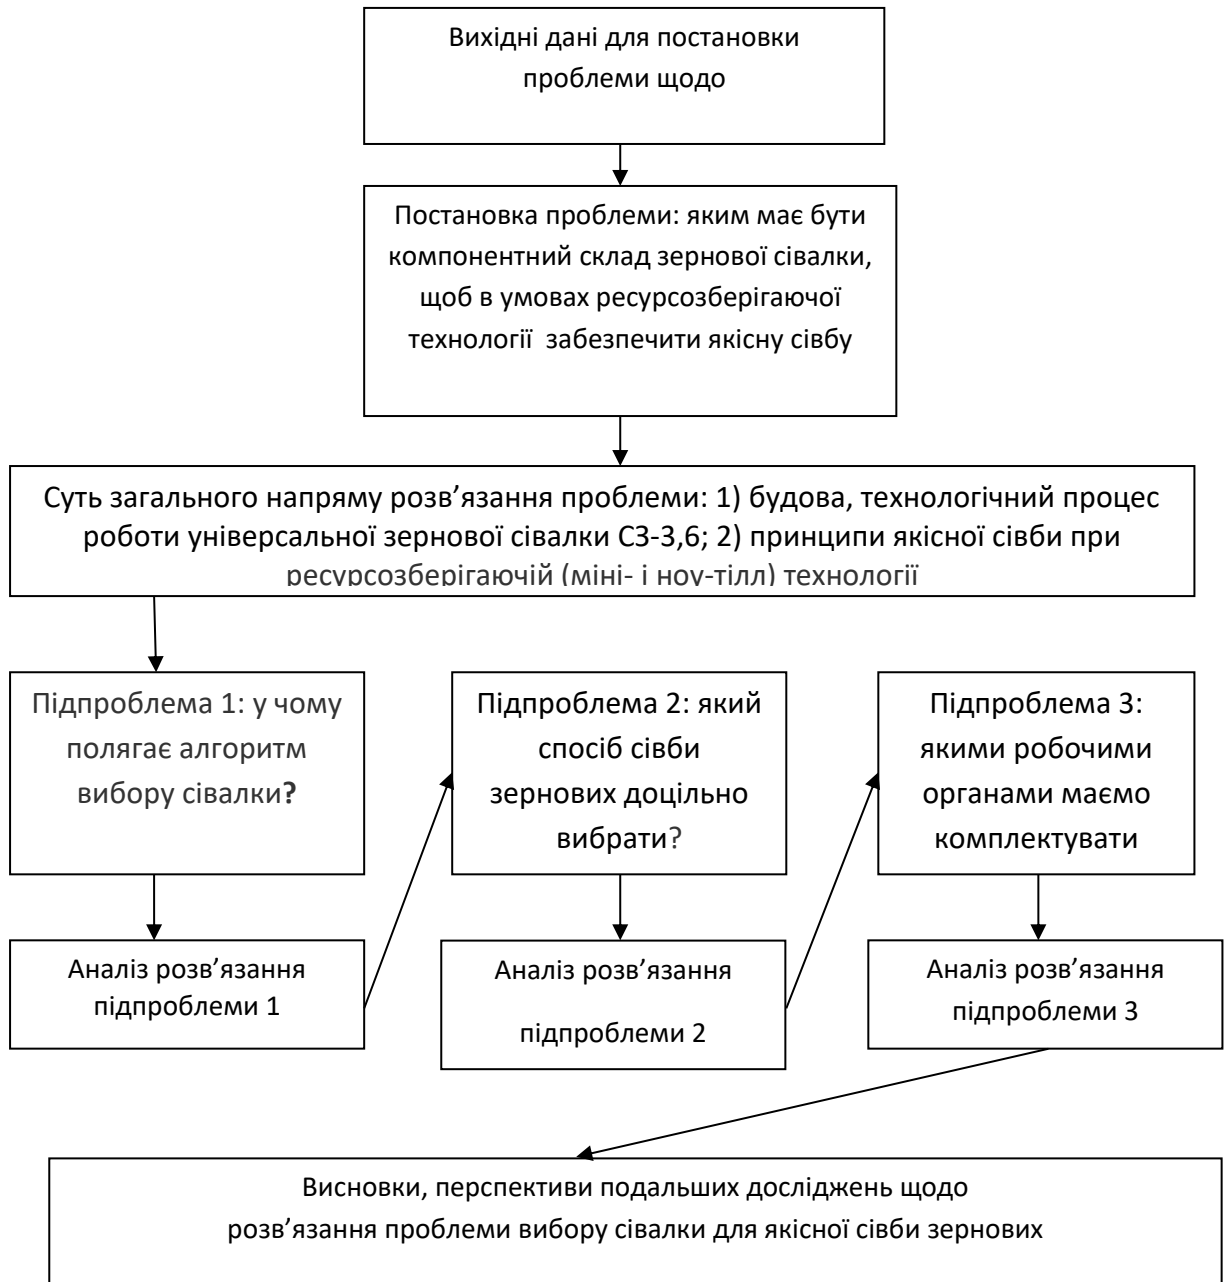 Вихідні дані для постановки
проблеми щодо
Постановка проблеми: яким має бути
компонентний склад зернової сівалки,
щоб в умовах ресурсозберігаючої
технології забезпечити якісну сівбу
Суть загального напряму розв’язання проблеми: 1) будова, технологічний процес
роботи універсальної зернової сівалки СЗ-3,6; 2) принципи якісної сівби при
ресурсозберігаючій (міні- і ноу-тілл) технології
Підпроблема 1: у чому
полягає алгоритм
вибору сівалки?
Підпроблема 2: який
спосіб сівби
зернових доцільно
вибрати?
Підпроблема 3:
якими робочими
органами маємо
комплектувати
Аналіз розв’язання
підпроблеми 1
Аналіз розв’язання
підпроблеми 2
Аналіз розв’язання
підпроблеми 3
Висновки, перспективи подальших досліджень щодо
розв’язання проблеми вибору сівалки для якісної сівби зернових